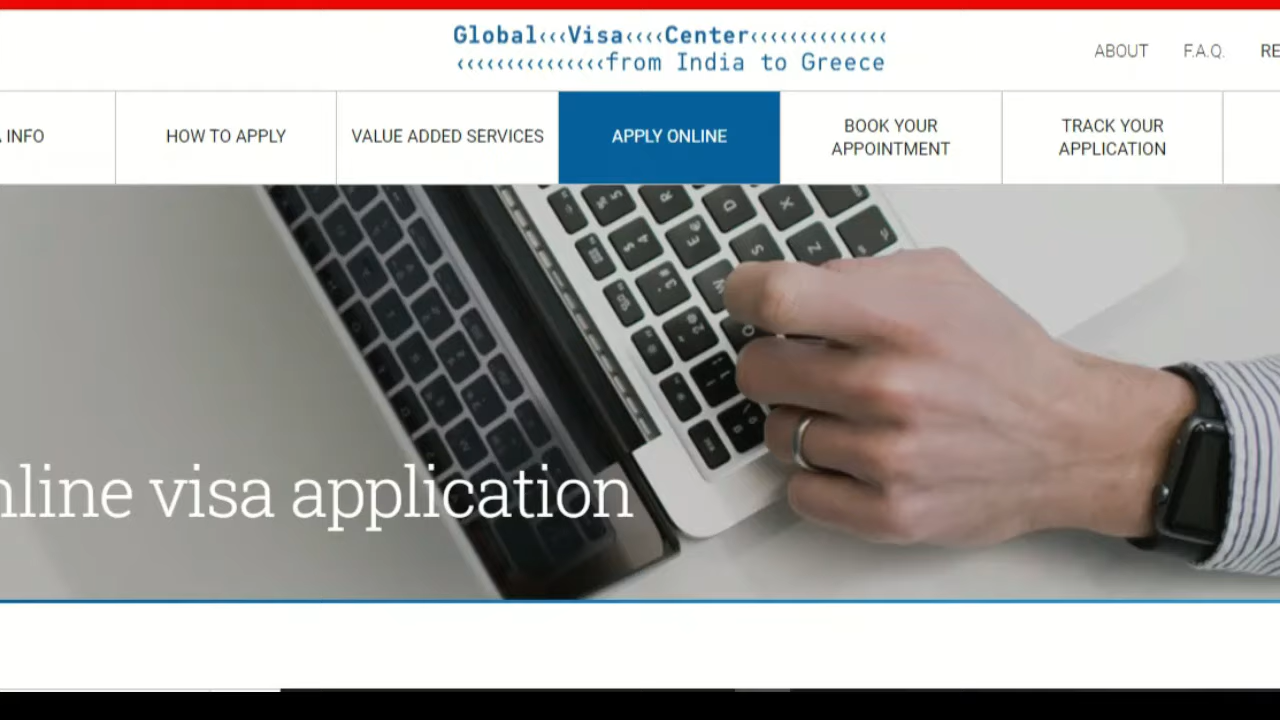 Global‹‹‹Visa‹‹‹‹Center‹‹‹‹‹‹‹‹‹‹‹‹‹‹
‹‹‹‹‹‹‹‹‹‹‹‹‹‹‹from India to Greece
ABOUT F.A.Q. RE
INFO
HOW TO APPLY
VALUE ADDED SERVICES
APPLY ONLINE
BOOK YOUR
APPOINTMENT
TRACK YOUR
APPLICATION
nline visa application